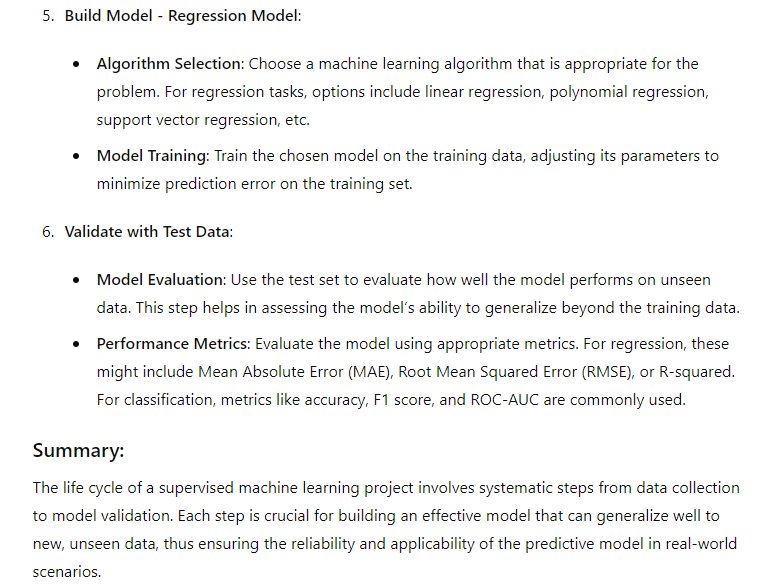 5. Build Model - Regression Model:
• Algorithm Selection: Choose a machine learning algorithm that is appropriate for the
problem. For regression tasks, options include linear regression, polynomial regression,
support vector regression, etc.
• Model Training: Train the chosen model on the training data, adjusting its parameters to
minimize prediction error on the training set.
6. Validate with Test Data:
• Model Evaluation: Use the test set to evaluate how well the model performs on unseen
data. This step helps in assessing the model's ability to generalize beyond the training data.
• Performance Metrics: Evaluate the model using appropriate metrics. For regression, these
might include Mean Absolute Error (MAE), Root Mean Squared Error (RMSE), or R-squared.
For classification, metrics like accuracy, F1 score, and ROC-AUC are commonly used.
Summary:
The life cycle of a supervised machine learning project involves systematic steps from data collection
to model validation. Each step is crucial for building an effective model that can generalize well to
new, unseen data, thus ensuring the reliability and applicability of the predictive model in real-world
scenarios.